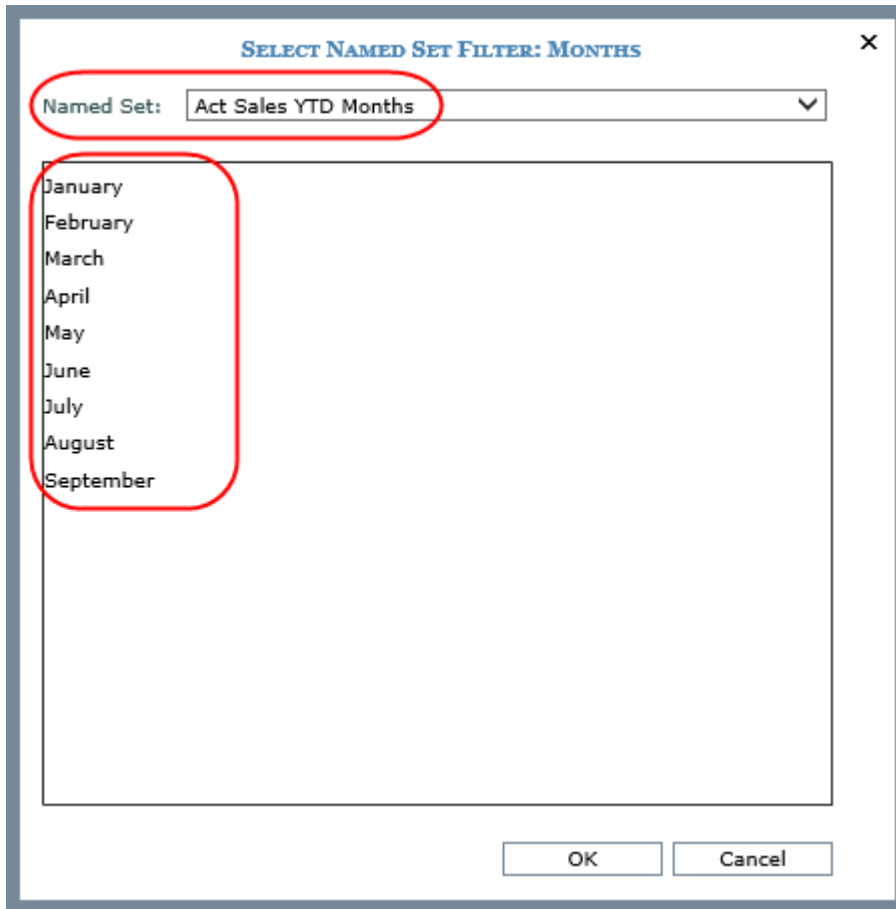 SELECT NAMED SET FILTER: MONTHS
Named Set: Act Sales YTD Months
January
February
March
April
May
June
July
August
September
OK Cancel